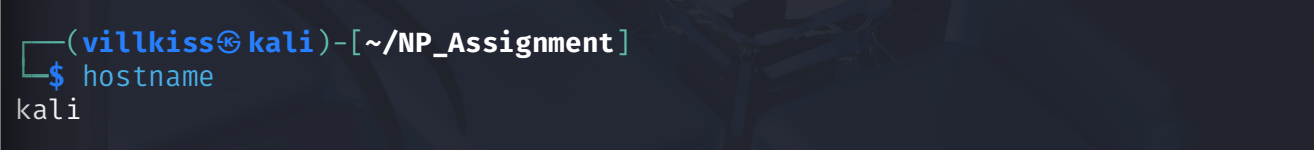 ┌──(villkiss㉿kali)-[~/NP_Assignment]
└─$ hostname
kali